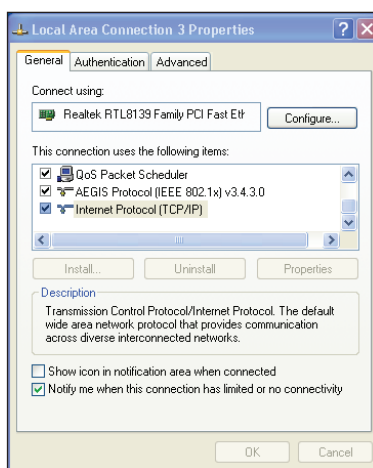 Local Area Connection 3 Properties
General Authentication Advanced
Connect using:
Realtek RTL8139 Family PCI Fast Eth
Configure...
This connection uses the following items:
QoS Packet Scheduler
AEGIS Protocol (IEEE 802.1x) v3.4.3.0
Internet Protocol (TCP/IP)
Install... Uninstall Properties
Description
Transmission Control Protocol/Internet Protocol. The default
wide area network protocol that provides communication
across diverse interconnected networks.
Show icon in notification area when connected
Notify me when this connection has limited or no connectivity
OK Cancel